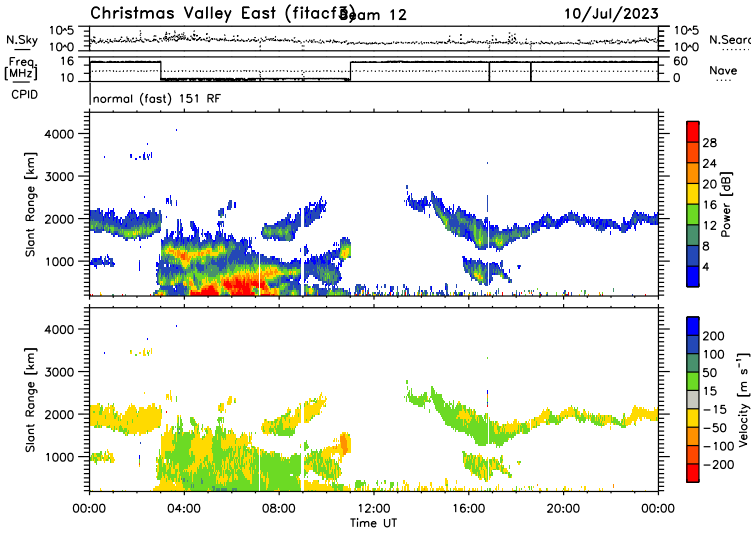 Christmas Valley East (fitacf3) Beam 12 10/Jul/2023
N.Sky 10^5 10^0 10^5 10^0 N.Sear
Freq. [MHz] 16 10 60 0 Nave
CPID normal (fast) 151 RF
Slant Range [km] 4000 3000 2000 1000
28 24 20 16 12 8 4 Power [dB]
Slant Range [km] 4000 3000 2000 1000
200 100 50 15 −15 −50 −100 −200 Velocity [m s⁻¹]
00:00 04:00 08:00 12:00 16:00 20:00 00:00
Time UT